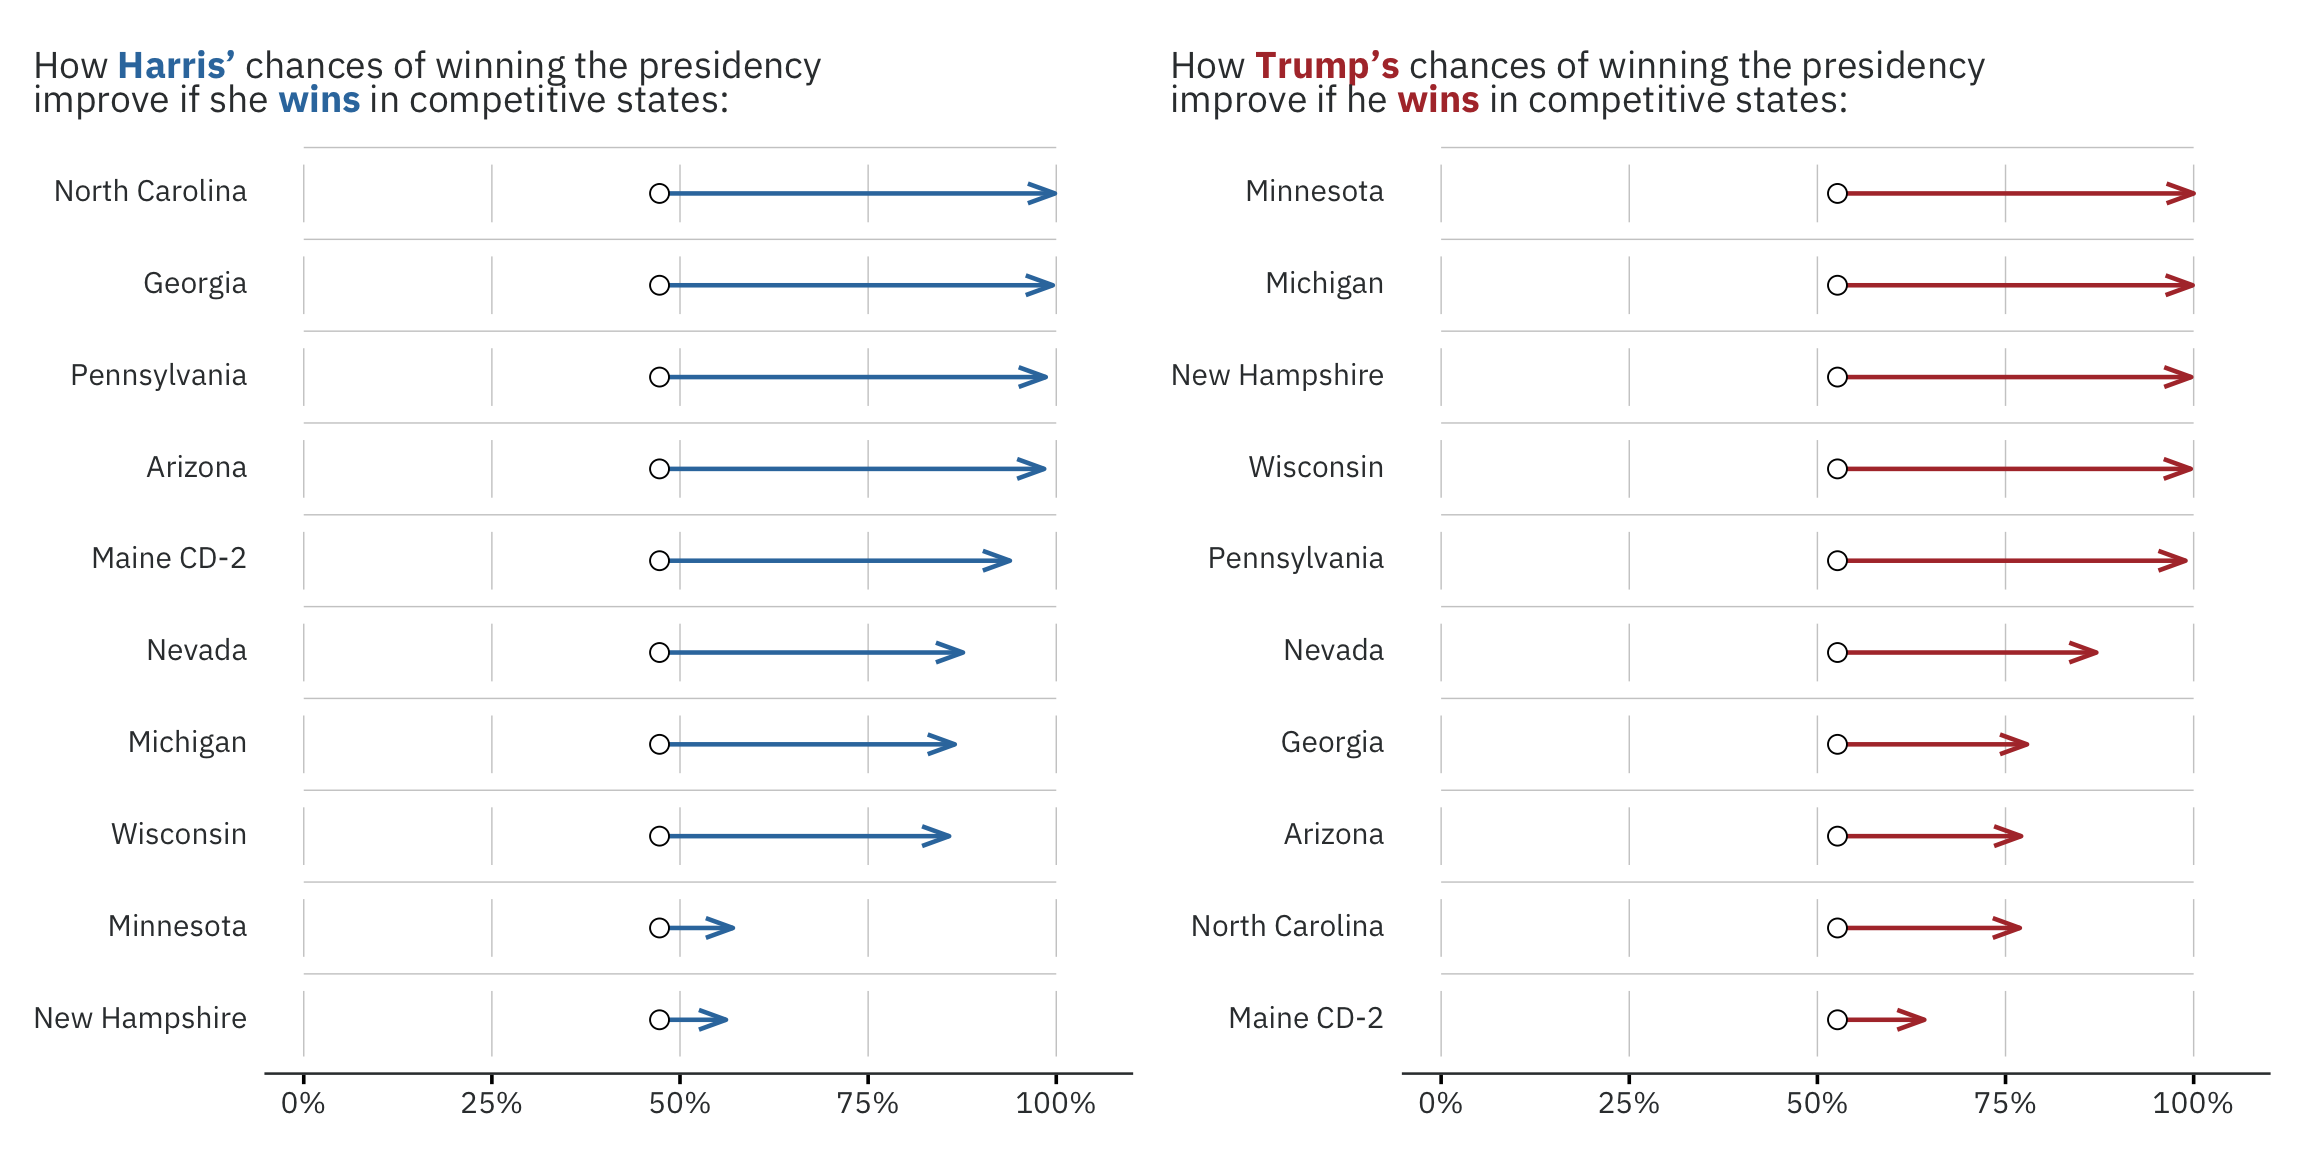 How Harris’ chances of winning the presidency
improve if she wins in competitive states:
North Carolina
Georgia
Pennsylvania
Arizona
Maine CD-2
Nevada
Michigan
Wisconsin
Minnesota
New Hampshire
0% 25% 50% 75% 100%
How Trump’s chances of winning the presidency
improve if he wins in competitive states:
Minnesota
Michigan
New Hampshire
Wisconsin
Pennsylvania
Nevada
Georgia
Arizona
North Carolina
Maine CD-2
0% 25% 50% 75% 100%